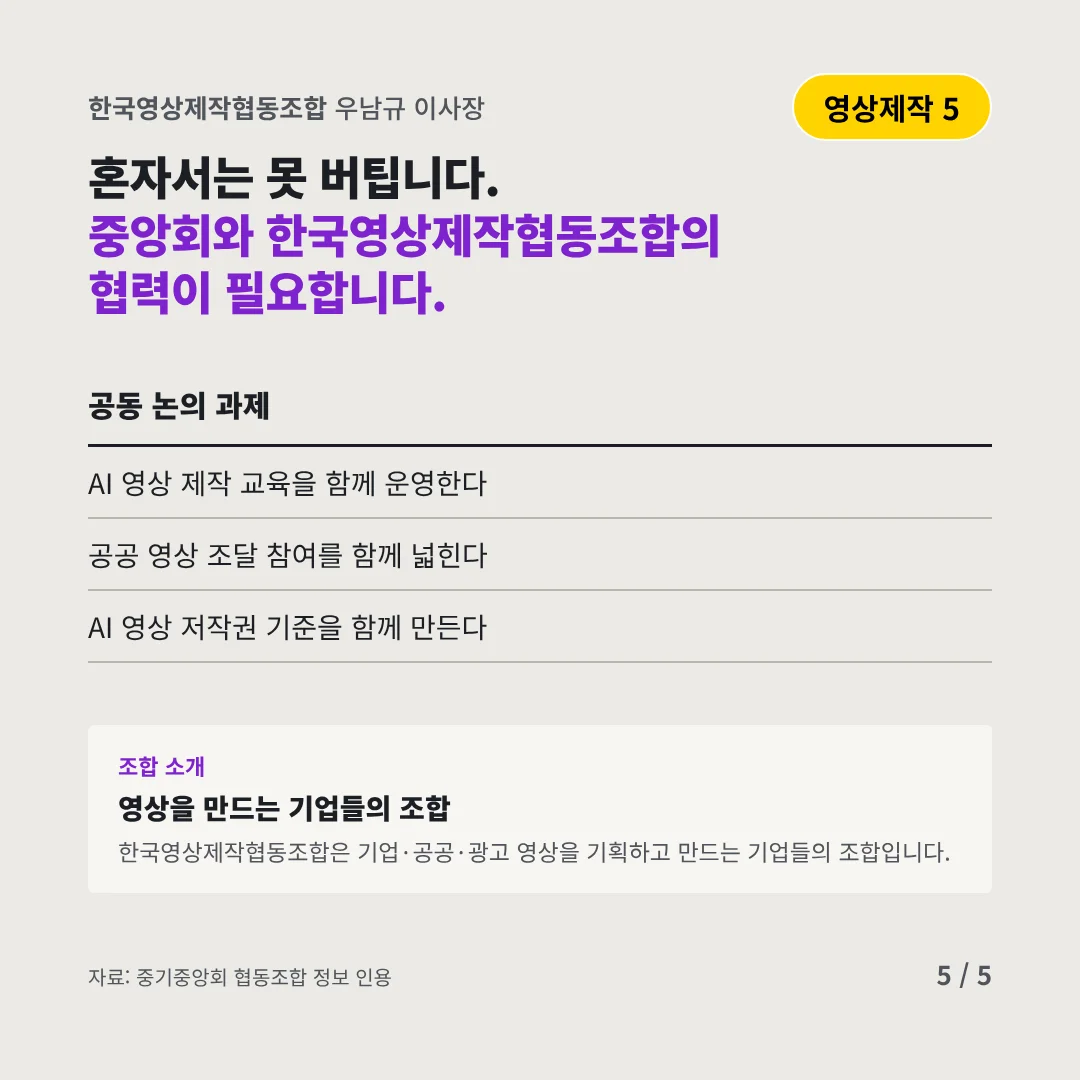 한국영상제작협동조합 우남규 이사장
영상제작 5
혼자서는 못 버팁니다.
중앙회와 한국영상제작협동조합의
협력이 필요합니다.
공동 논의 과제
AI 영상 제작 교육을 함께 운영한다
공공 영상 조달 참여를 함께 넓힌다
AI 영상 저작권 기준을 함께 만든다
조합 소개
영상을 만드는 기업들의 조합
한국영상제작협동조합은 기업·공공·광고 영상을 기획하고 만드는 기업들의 조합입니다.
자료: 중기중앙회 협동조합 정보 인용
5 / 5